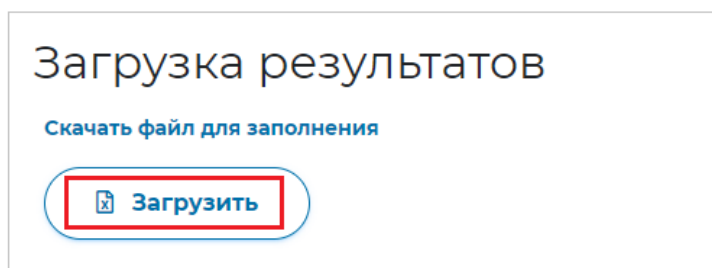 Загрузка результатов
Скачать файл для заполнения
Загрузить